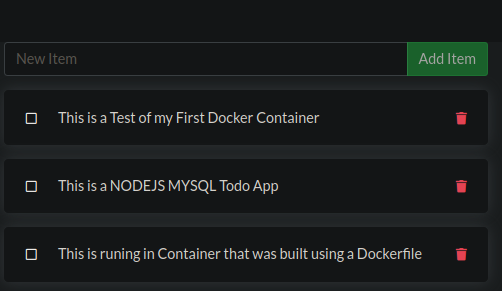 New Item Add Item
This is a Test of my First Docker Container
This is a NODEJS MYSQL Todo App
This is runing in Container that was built using a Dockerfile